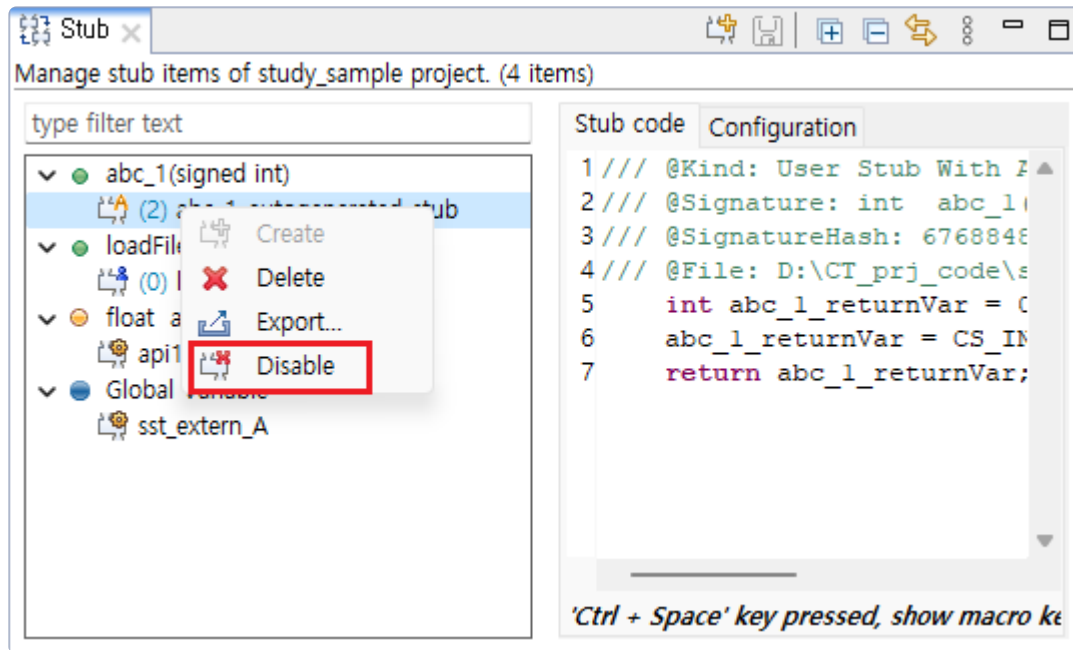 Stub
Manage stub items of study_sample project. (4 items)
type filter text
abc_1(signed int)
(2)
loadFile
(0)
float
api1
Global
sst_extern_A
Create
Delete
Export...
Disable
Stub code Configuration
1 /// @Kind: User Stub With
2 /// @Signature: int abc_1(
3 /// @SignatureHash: 6768848
4 /// @File: D:\CT_prj_code\s
5 int abc_1_returnVar =
6 abc_1_returnVar = CS_IN
7 return abc_1_returnVar;
'Ctrl + Space' key pressed, show macro ke